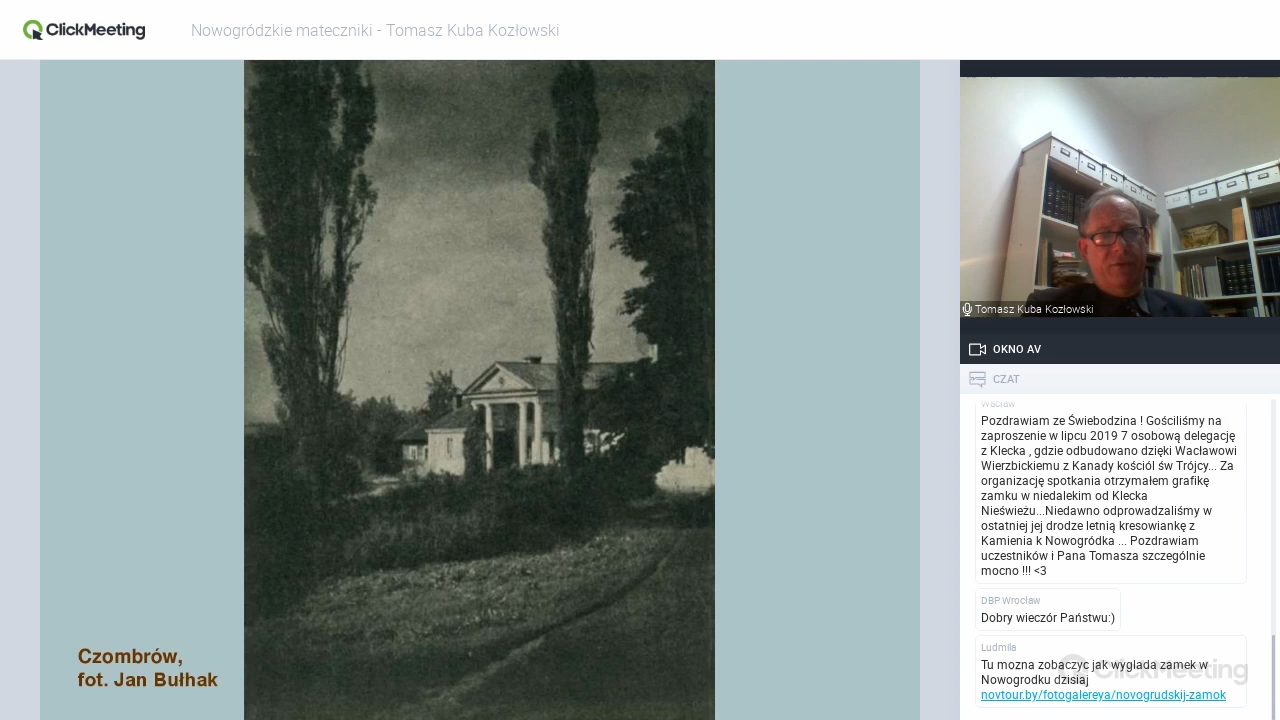 ClickMeeting
Nowogródzkie mateczniki - Tomasz Kuba Kozłowski
Czombrów,
fot. Jan Bułhak
Tomasz Kuba Kozłowski
OKNO AV
CZAT
Wacław
Pozdrawiam ze Świebodzina ! Gościliśmy na
zaproszenie w lipcu 2019 7 osobową delegację
z Klecka , gdzie odbudowano dzięki Wacławowi
Wierzbickiemu z Kanady kościół św Trójcy... Za
organizację spotkania otrzymałem grafikę
zamku w niedalekim od Klecka
Nieświeżu...Niedawno odprowadzaliśmy w
ostatniej jej drodze letnią kresowiankę z
Kamienia k Nowogródka ... Pozdrawiam
uczestników i Pana Tomasza szczególnie
mocno !!! <3
DBP Wrocław
Dobry wieczór Państwu:)
Ludmila
Tu mozna zobaczyc jak wyglada zamek w
Nowogrodku dzisiaj
novtour.by/fotogalereya/novogrudskij-zamok
ClickMeeting